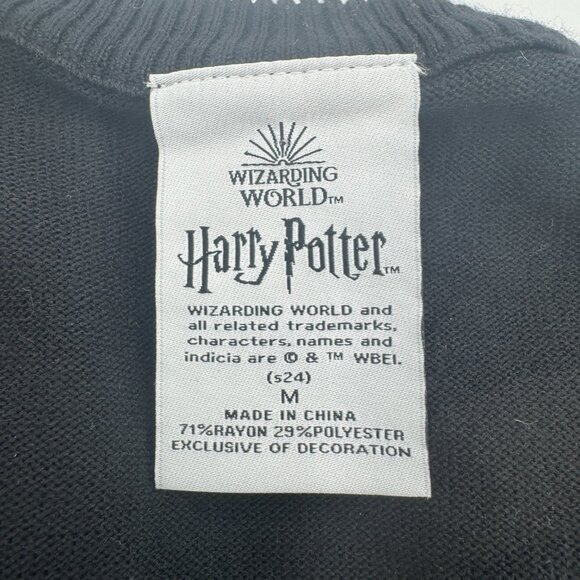 WIZARDING
WORLD™
Harry Potter™
WIZARDING WORLD and
all related trademarks,
characters, names and
indicia are © & ™ WBEI.
(s24)
M
MADE IN CHINA
71%RAYON 29%POLYESTER
EXCLUSIVE OF DECORATION